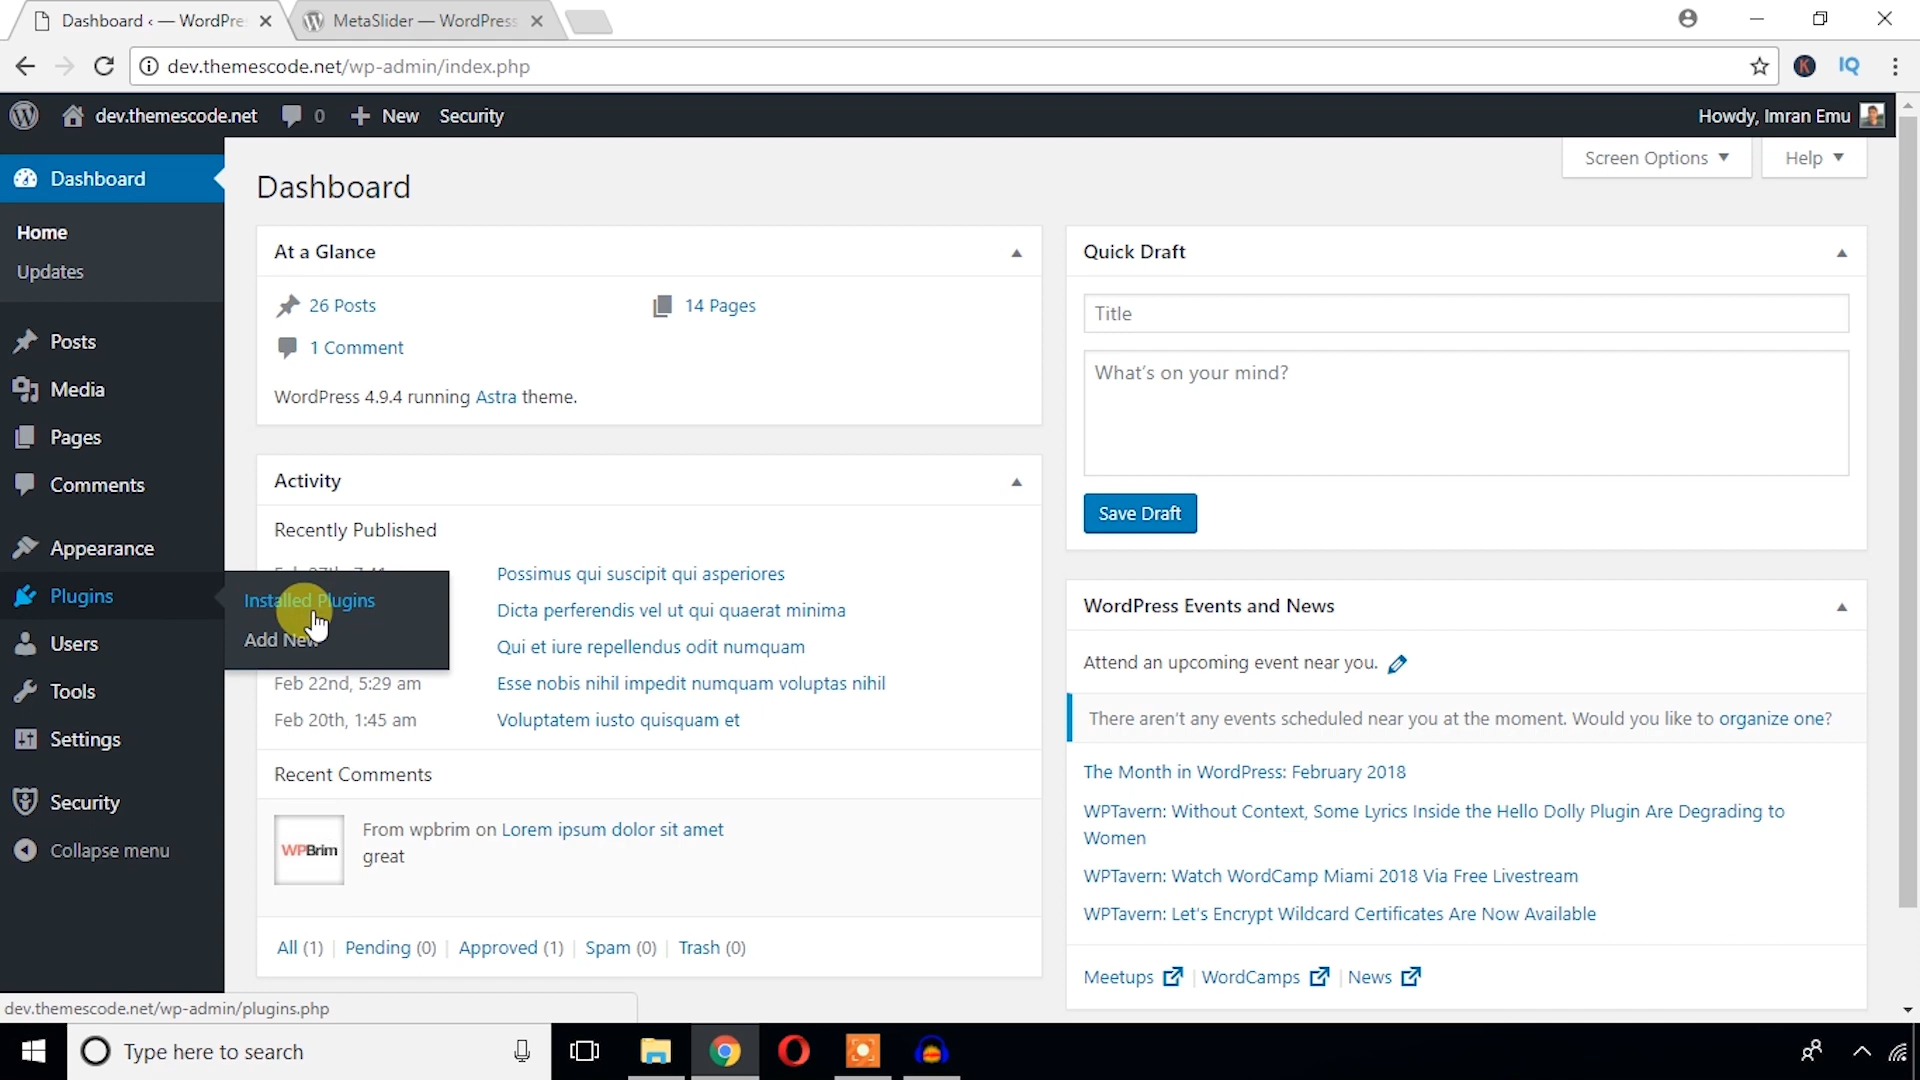 Dashboard ‹ — WordPre
MetaSlider — WordPress
dev.themescode.net/wp-admin/index.php
IQ
dev.themescode.net
0
New
Security
Howdy, Imran Emu
Dashboard
Home
Updates
Posts
Media
Pages
Comments
Appearance
Plugins
Users
Tools
Settings
Security
Collapse menu
Installed Plugins
Add New
Screen Options
Help
Dashboard
At a Glance
26 Posts
14 Pages
1 Comment
WordPress 4.9.4 running Astra theme.
Activity
Recently Published
Possimus qui suscipit qui asperiores
Dicta perferendis vel ut qui quaerat minima
Qui et iure repellendus odit numquam
Feb 22nd, 5:29 am Esse nobis nihil impedit numquam voluptas nihil
Feb 20th, 1:45 am Voluptatem iusto quisquam et
Recent Comments
WPBrim
From wpbrim on Lorem ipsum dolor sit amet
great
All (1) | Pending (0) | Approved (1) | Spam (0) | Trash (0)
Quick Draft
Title
What's on your mind?
Save Draft
WordPress Events and News
Attend an upcoming event near you.
There aren't any events scheduled near you at the moment. Would you like to organize one?
The Month in WordPress: February 2018
WPTavern: Without Context, Some Lyrics Inside the Hello Dolly Plugin Are Degrading to
Women
WPTavern: Watch WordCamp Miami 2018 Via Free Livestream
WPTavern: Let's Encrypt Wildcard Certificates Are Now Available
Meetups | WordCamps | News
dev.themescode.net/wp-admin/plugins.php
Type here to search